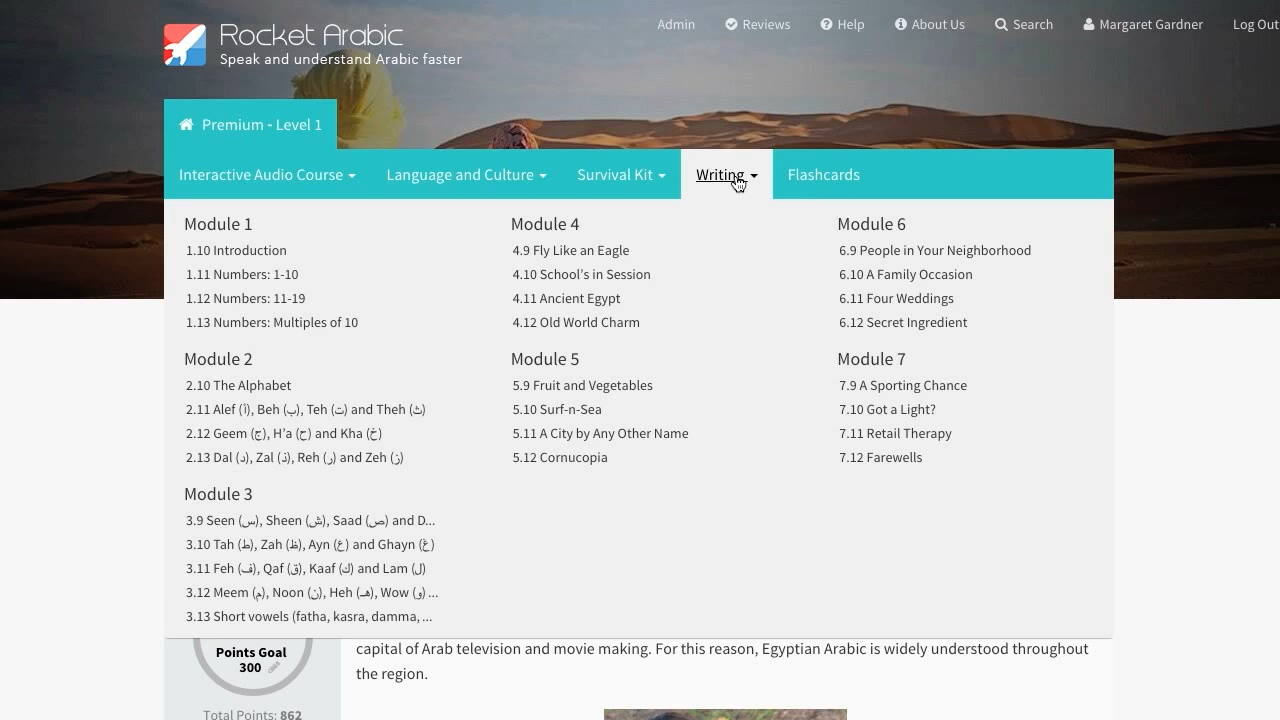 Rocket Arabic
Speak and understand Arabic faster
Admin
Reviews
Help
About Us
Search
Margaret Gardner
Log Out
Premium - Level 1
Interactive Audio Course
Language and Culture
Survival Kit
Writing
Flashcards
Module 1
1.10 Introduction
1.11 Numbers: 1-10
1.12 Numbers: 11-19
1.13 Numbers: Multiples of 10
Module 2
2.10 The Alphabet
2.11 Alef (أ), Beh (ب), Teh (ت) and Theh (ث)
2.12 Geem (ج), H'a (ح) and Kha (خ)
2.13 Dal (د), Zal (ذ), Reh (ر) and Zeh (ز)
Module 3
3.9 Seen (س), Sheen (ش), Saad (ص) and D...
3.10 Tah (ط), Zah (ظ), Ayn (ع) and Ghayn (غ)
3.11 Feh (ف), Qaf (ق), Kaaf (ك) and Lam (ل)
3.12 Meem (م), Noon (ن), Heh (هـ), Wow (و) ...
3.13 Short vowels (fatha, kasra, damma, ...
Module 4
4.9 Fly Like an Eagle
4.10 School's in Session
4.11 Ancient Egypt
4.12 Old World Charm
Module 5
5.9 Fruit and Vegetables
5.10 Surf-n-Sea
5.11 A City by Any Other Name
5.12 Cornucopia
Module 6
6.9 People in Your Neighborhood
6.10 A Family Occasion
6.11 Four Weddings
6.12 Secret Ingredient
Module 7
7.9 A Sporting Chance
7.10 Got a Light?
7.11 Retail Therapy
7.12 Farewells
Points Goal
300
Total Points: 862
capital of Arab television and movie making. For this reason, Egyptian Arabic is widely understood throughout
the region.